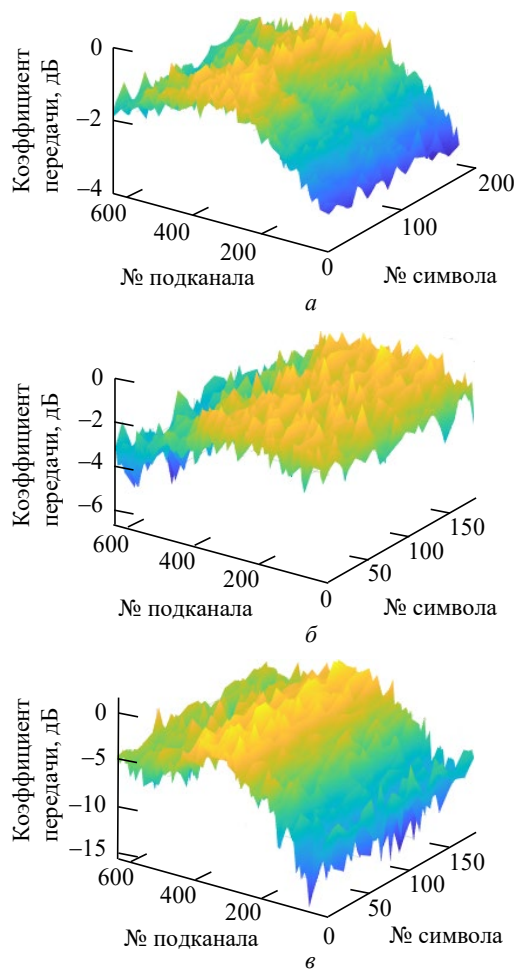 Коэффициент
передачи, дБ
0
−2
−4
600
400
200
0
100
200
№ подканала
№ символа
а
Коэффициент
передачи, дБ
0
−2
−4
−6
600
400
200
0
50
100
150
№ подканала
№ символа
б
Коэффициент
передачи, дБ
0
−5
−10
−15
600
400
200
0
50
100
150
№ подканала
№ символа
в